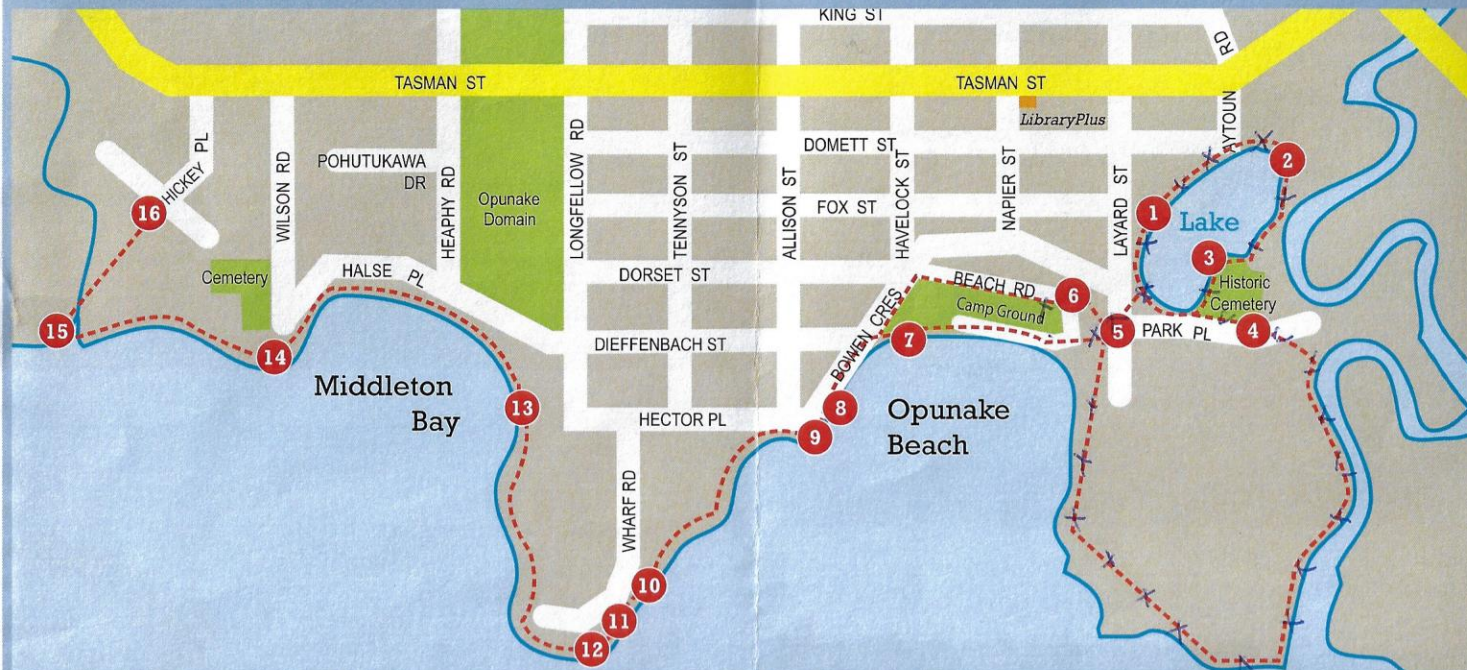 KING ST
RD
TASMAN ST
TASMAN ST
LibraryPlus
AYTOUN
HICKEY PL
WILSON RD
POHUTUKAWA
DR
HEAPHY RD
Opunake
Domain
LONGFELLOW RD
TENNYSON ST
ALLISON ST
DOMETT ST
HAVELOCK ST
NAPIER ST
LAYARD ST
FOX ST
2
1
Lake
16
3
Cemetery
HALSE PL
DORSET ST
BEACH RD
6
Historic
Cemetery
Camp Ground
15
14
DIEFFENBACH ST
BOWEN CRES
7
5
PARK PL
4
Middleton
Bay
13
HECTOR PL
8
9
Opunake
Beach
WHARF RD
10
11
12